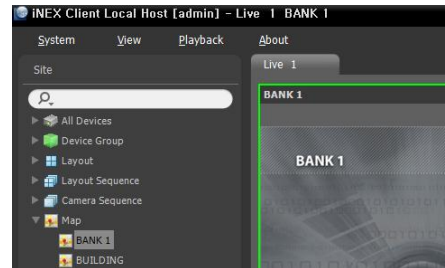 iNEX Client Local Host [admin] – Live 1 BANK 1
System View Playback About
Site
Live 1
BANK 1
All Devices
Device Group
BANK 1
Layout
Layout Sequence
Camera Sequence
Map
BANK 1
BUILDING